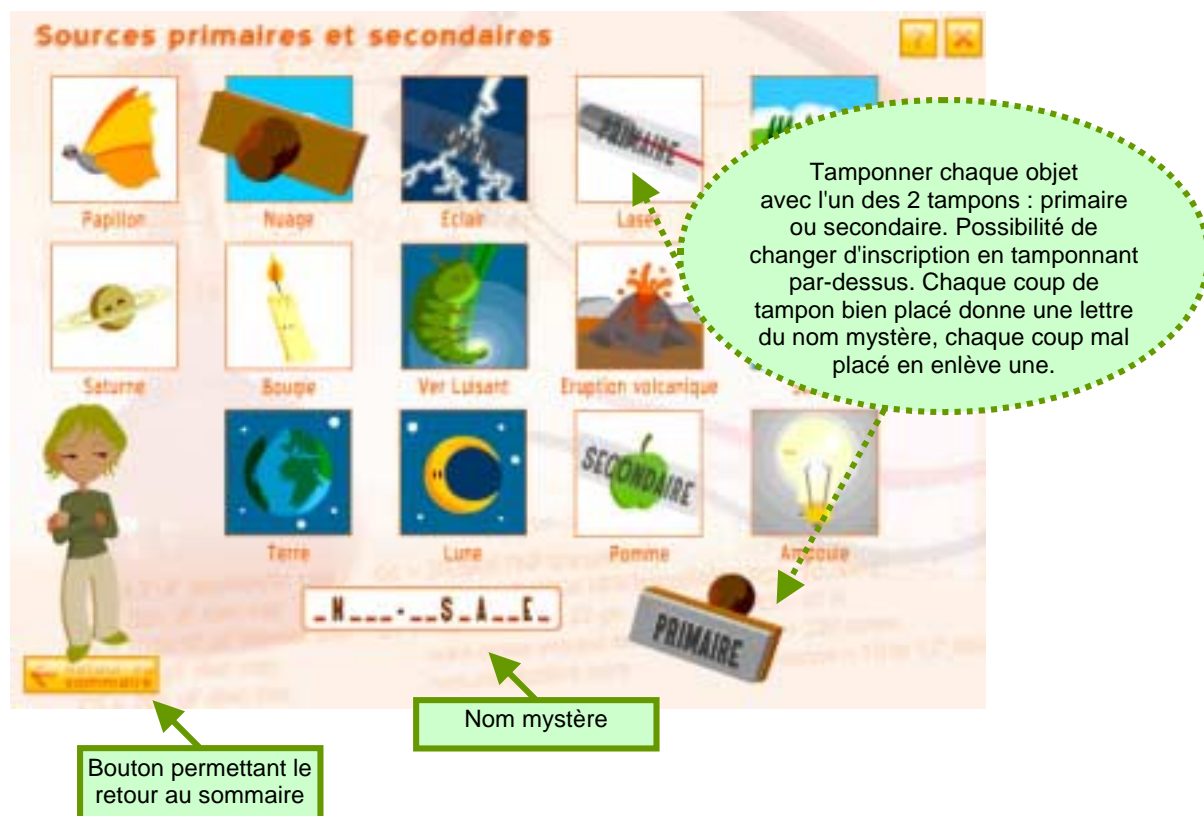 Sources primaires et secondaires
? X
PRIMAIRE
Papillon
Nuage
Eclair
Laser
Tamponner chaque objet
avec l'un des 2 tampons : primaire
ou secondaire. Possibilité de
changer d'inscription en tamponnant
par-dessus. Chaque coup de
tampon bien placé donne une lettre
du nom mystère, chaque coup mal
placé en enlève une.
Saturne
Bougie
Ver Luisant
Eruption volcanique
SECONDAIRE
Terre
Lune
Pomme
Ampoule
_H___-__S_A__E_
PRIMAIRE
sommaire
Nom mystère
Bouton permettant le
retour au sommaire